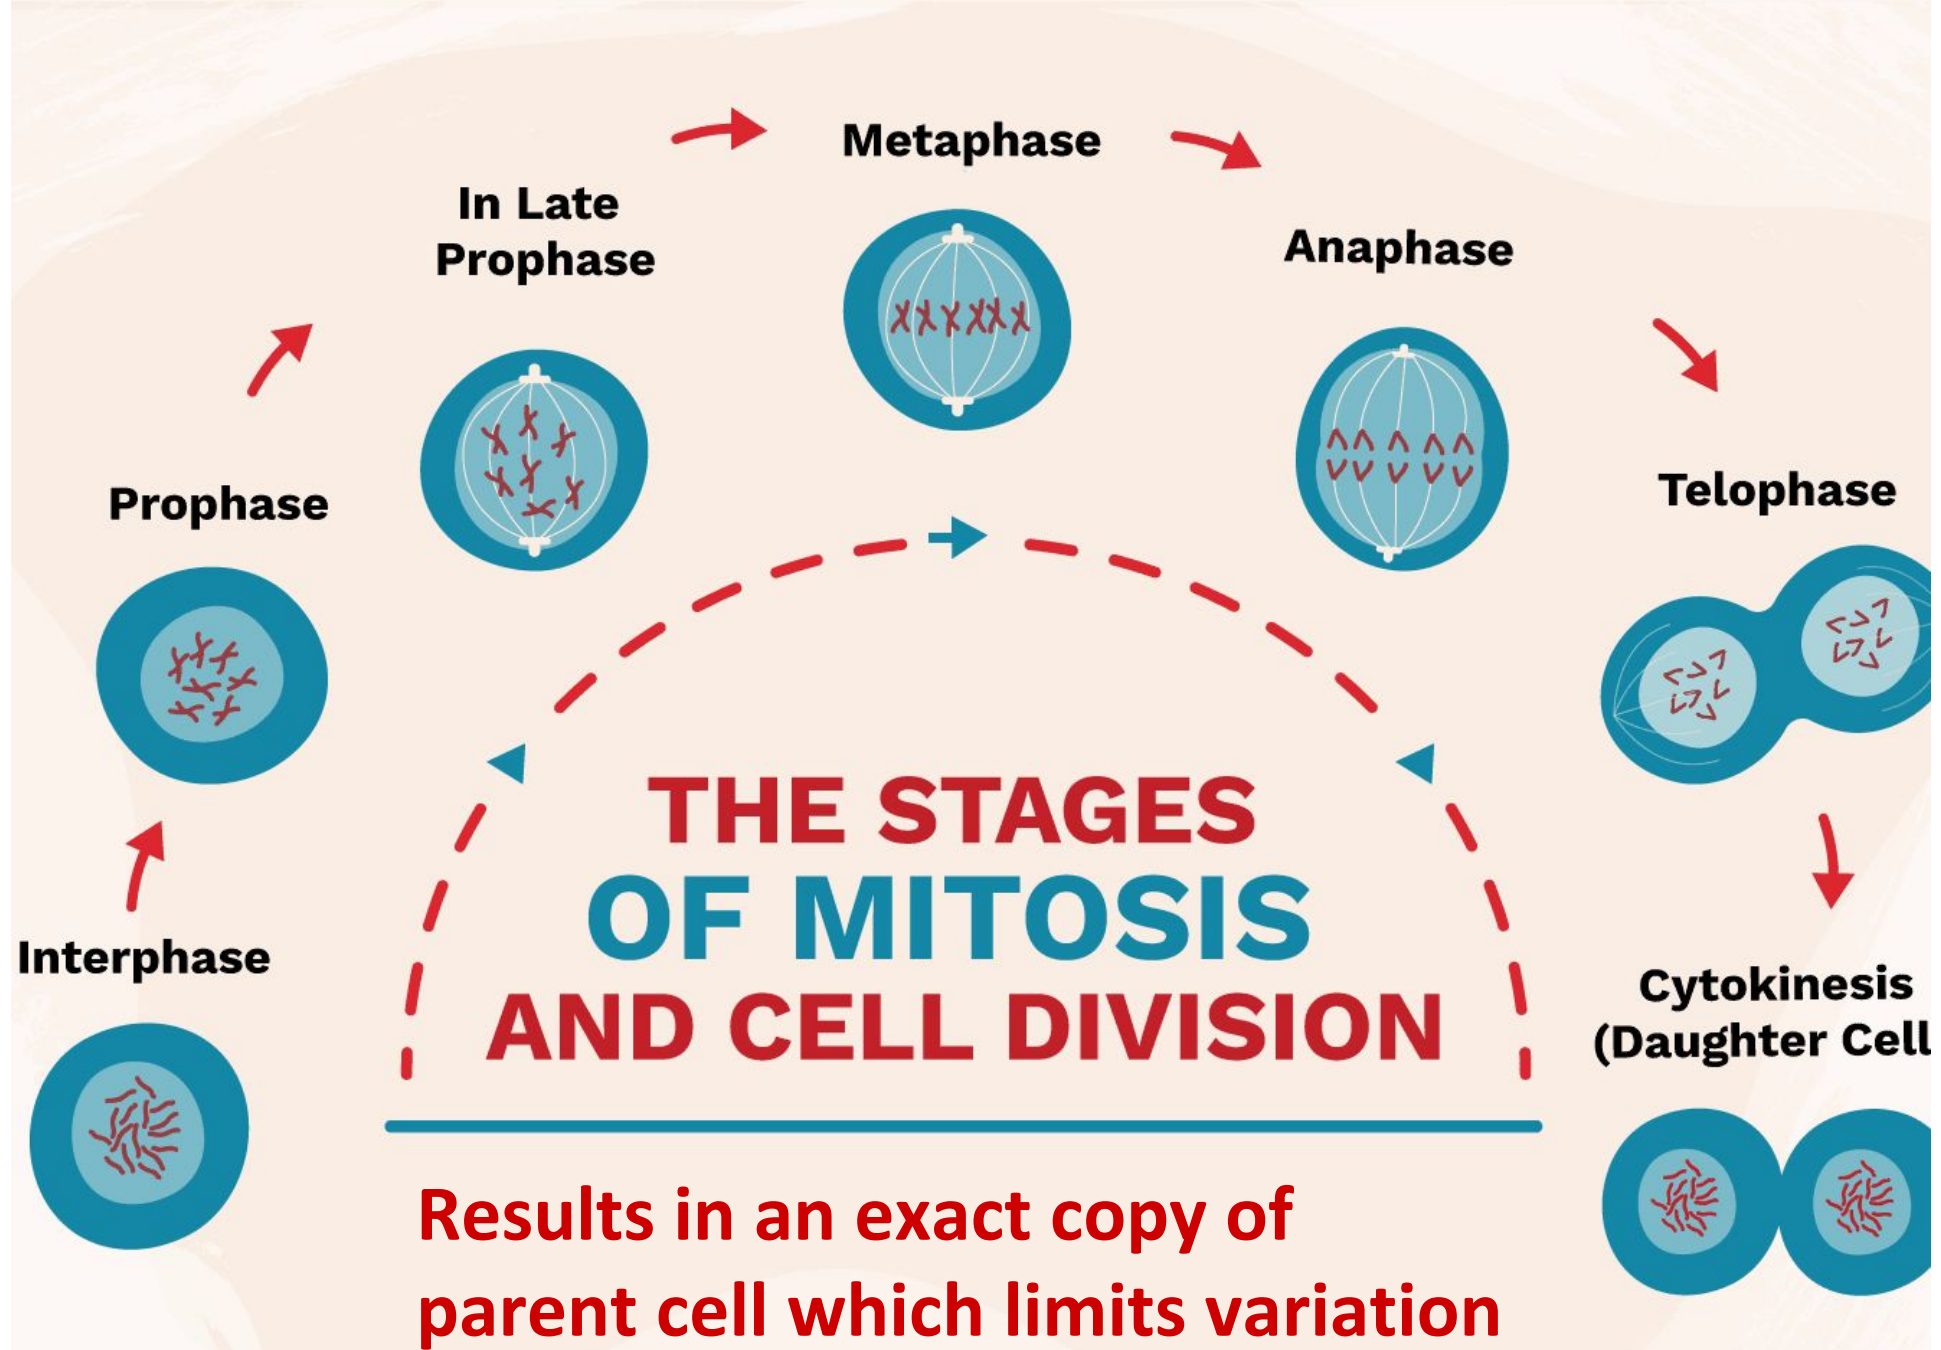 Metaphase
In Late
Prophase
Anaphase
Prophase
Telophase
THE STAGES
OF MITOSIS
AND CELL DIVISION
Interphase
Cytokinesis
(Daughter Cell
Results in an exact copy of
parent cell which limits variation